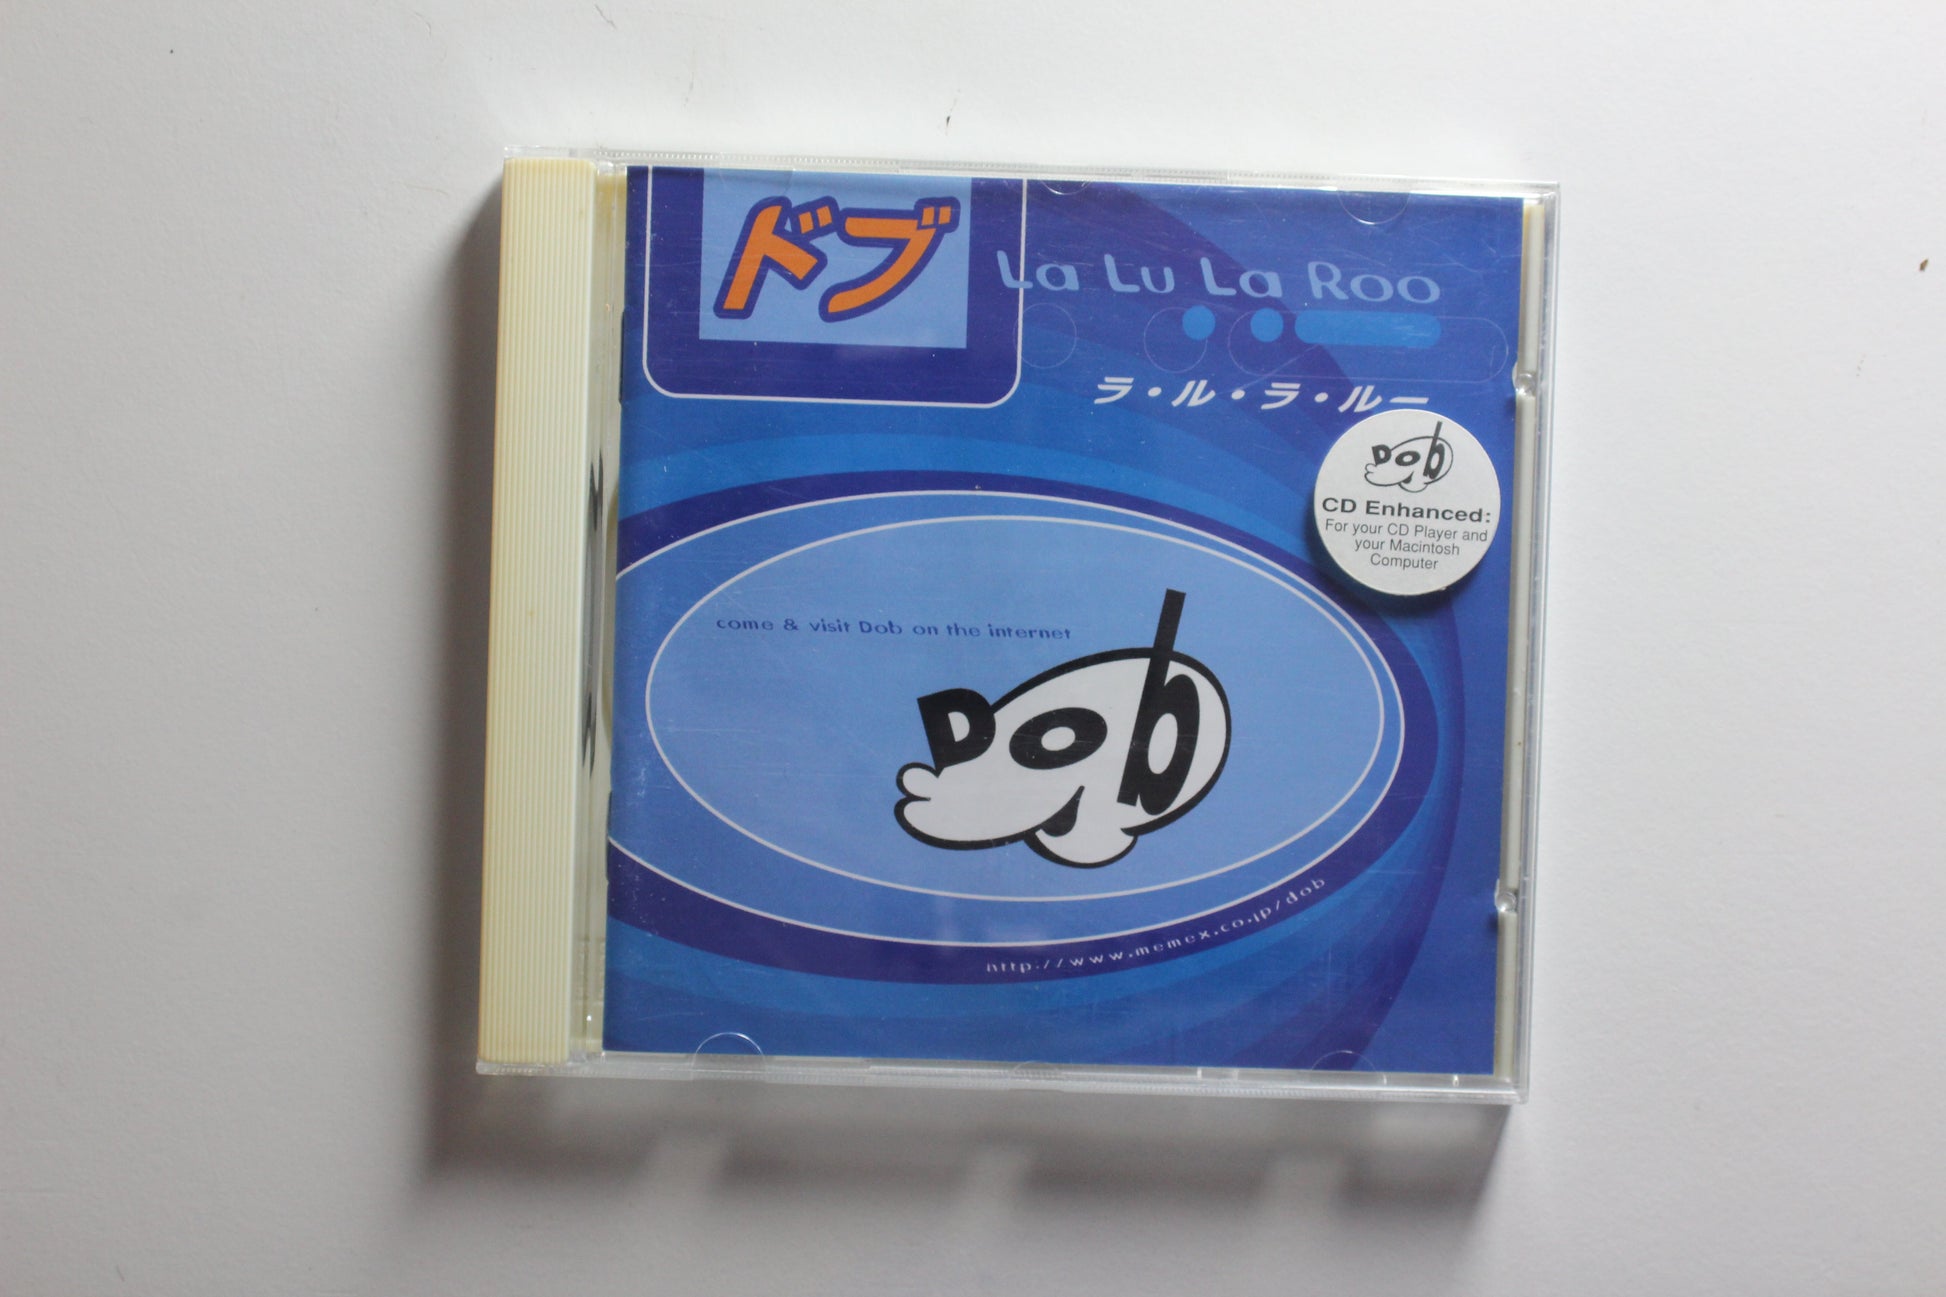 ドブ
La Lu La Roo
ラ・ル・ラ・ルー
Dob
CD Enhanced:
For your CD Player and
your Macintosh
Computer
come & visit Dob on the internet
Dob
http://www.memex.co.jp/dob